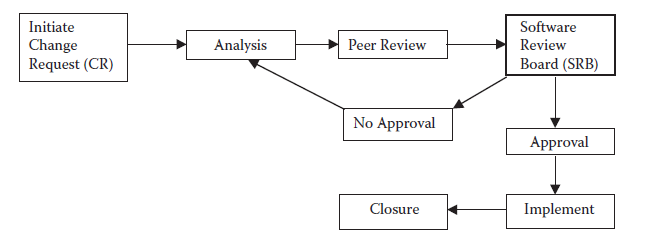 Initiate
Change
Request (CR)
Analysis
Peer Review
Software
Review
Board (SRB)
No Approval
Approval
Closure
Implement